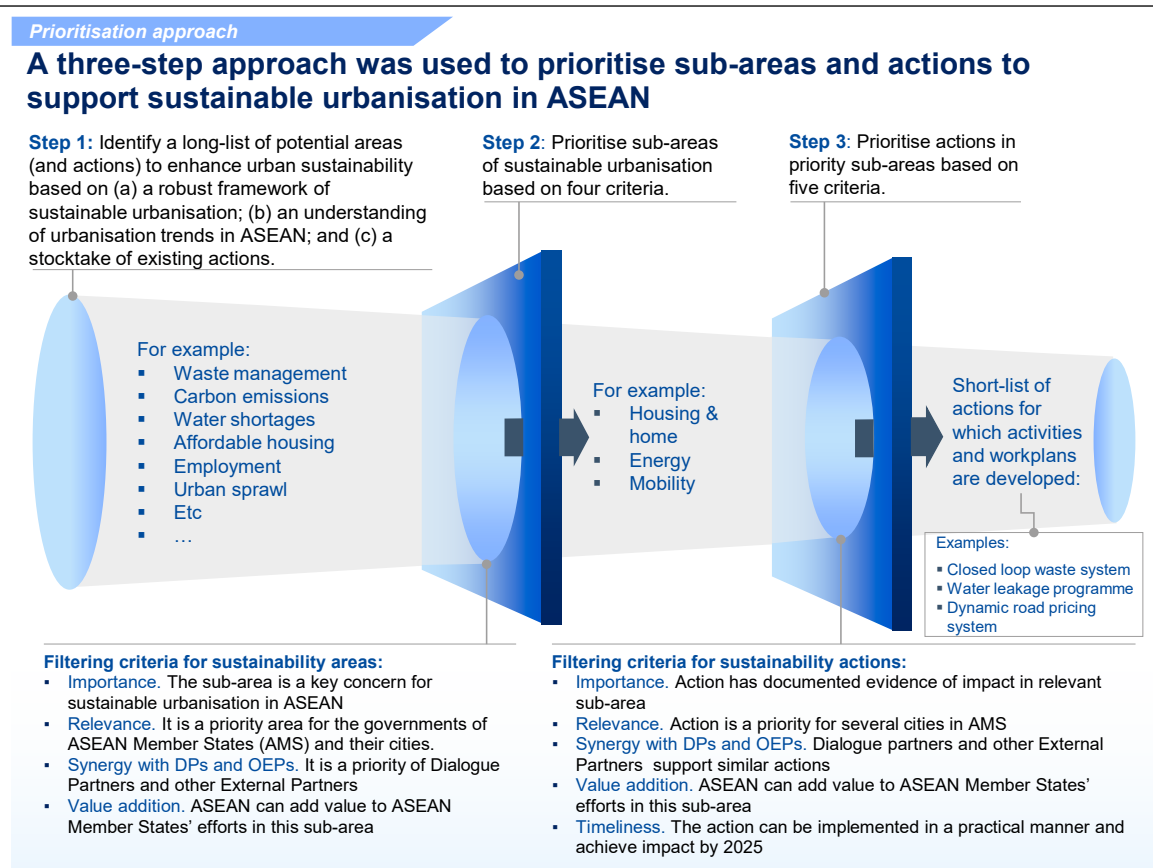 Prioritisation approach
A three-step approach was used to prioritise sub-areas and actions to
support sustainable urbanisation in ASEAN
Step 1: Identify a long-list of potential areas
(and actions) to enhance urban sustainability
based on (a) a robust framework of
sustainable urbanisation; (b) an understanding
of urbanisation trends in ASEAN; and (c) a
stocktake of existing actions.
Step 2: Prioritise sub-areas
of sustainable urbanisation
based on four criteria.
Step 3: Prioritise actions in
priority sub-areas based on
five criteria.
For example:
▪ Waste management
▪ Carbon emissions
▪ Water shortages
▪ Affordable housing
▪ Employment
▪ Urban sprawl
▪ Etc
▪ …
For example:
▪ Housing &
home
▪ Energy
▪ Mobility
Short-list of
actions for
which activities
and workplans
are developed:
Examples:
▪ Closed loop waste system
▪ Water leakage programme
▪ Dynamic road pricing
system
Filtering criteria for sustainability areas:
▪ Importance. The sub-area is a key concern for
sustainable urbanisation in ASEAN
▪ Relevance. It is a priority area for the governments of
ASEAN Member States (AMS) and their cities.
▪ Synergy with DPs and OEPs. It is a priority of Dialogue
Partners and other External Partners
▪ Value addition. ASEAN can add value to ASEAN
Member States’ efforts in this sub-area
Filtering criteria for sustainability actions:
▪ Importance. Action has documented evidence of impact in relevant
sub-area
▪ Relevance. Action is a priority for several cities in AMS
▪ Synergy with DPs and OEPs. Dialogue partners and other External
Partners support similar actions
▪ Value addition. ASEAN can add value to ASEAN Member States’
efforts in this sub-area
▪ Timeliness. The action can be implemented in a practical manner and
achieve impact by 2025